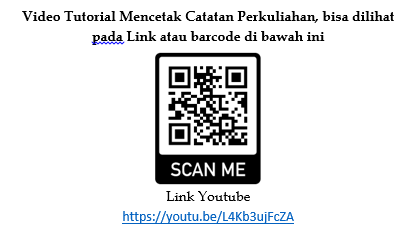 Video Tutorial Mencetak Catatan Perkuliahan, bisa dilihat
pada Link atau barcode di bawah ini
SCAN ME
Link Youtube
https://youtu.be/L4Kb3ujFcZA